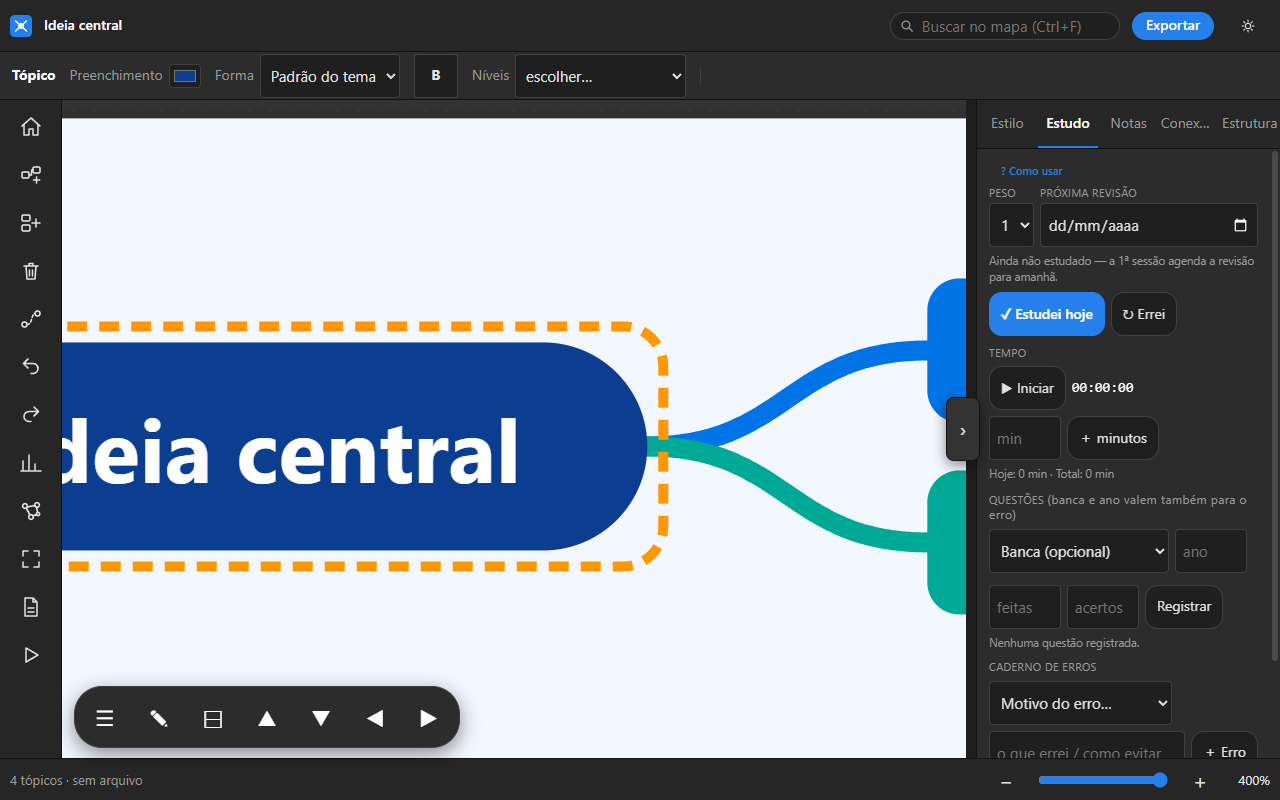 Ideia central
Buscar no mapa (Ctrl+F)
Exportar
Tópico
Preenchimento
Forma
Padrão do tema
B
Níveis
escolher...
Estilo
Estudo
Notas
Conex...
Estrutura
? Como usar
PESO
PRÓXIMA REVISÃO
1
dd/mm/aaaa
Ainda não estudado — a 1ª sessão agenda a revisão
para amanhã.
✓ Estudei hoje
↻ Errei
TEMPO
▶ Iniciar
00:00:00
min
+ minutos
Hoje: 0 min · Total: 0 min
QUESTÕES (banca e ano valem também para o
erro)
Banca (opcional)
ano
feitas
acertos
Registrar
Nenhuma questão registrada.
CADERNO DE ERROS
Motivo do erro...
o que errei / como evitar
+ Erro
deia central
4 tópicos · sem arquivo
400%